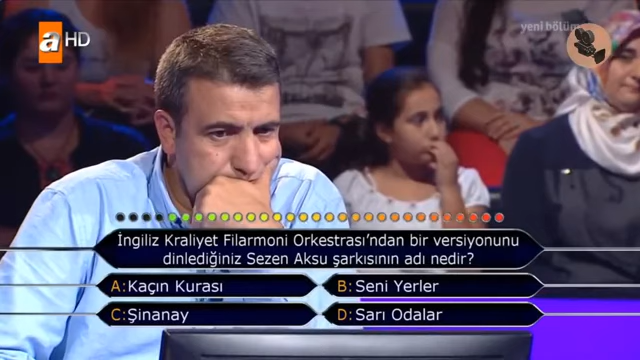 a HD
yeni bölüm
İngiliz Kraliyet Filarmoni Orkestrası'ndan bir versiyonunu
dinlediğiniz Sezen Aksu şarkısının adı nedir?
A:Kaçın Kurası
B:Seni Yerler
C:Şinanay
D:Sarı Odalar